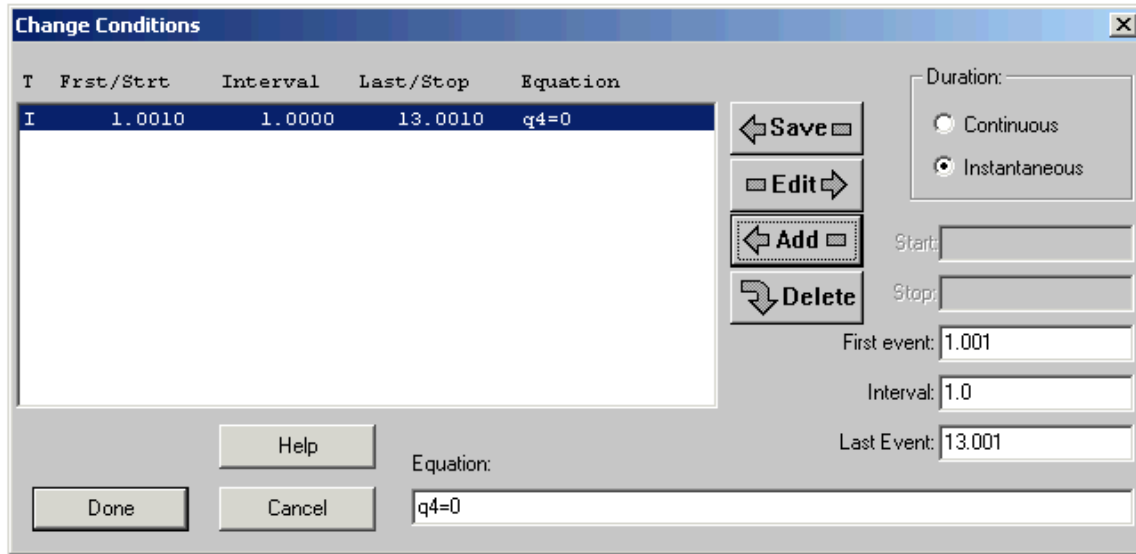 Change Conditions
T Frst/Strt Interval Last/Stop Equation
I 1.0010 1.0000 13.0010 q4=0
Save
Edit
Add
Delete
Duration:
Continuous
Instantaneous
Start:
Stop:
First event: 1.001
Interval: 1.0
Last Event: 13.001
Help
Equation:
Done
Cancel
q4=0